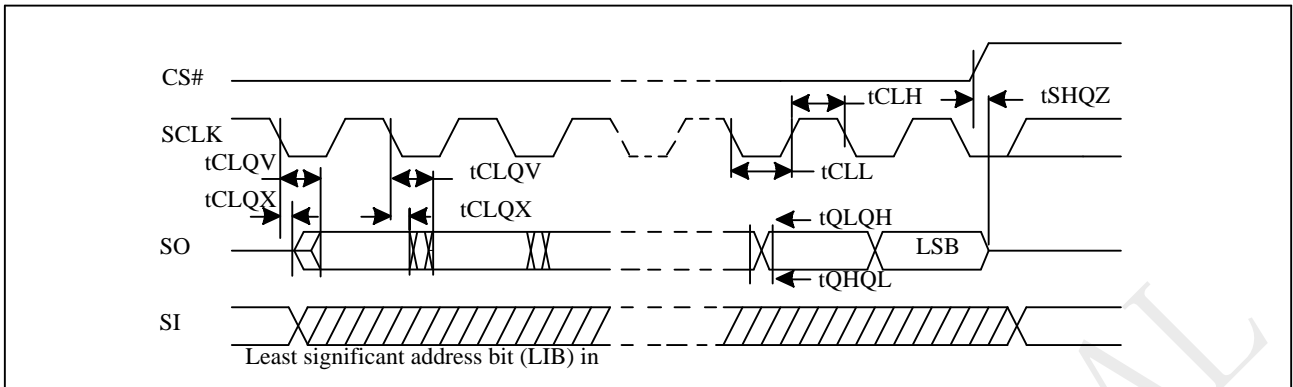 CS#
tCLH
tSHQZ
SCLK
tCLQV
tCLQV
tCLL
tCLQX
tCLQX
tQLQH
SO
LSB
tQHQL
SI
Least significant address bit (LIB) in